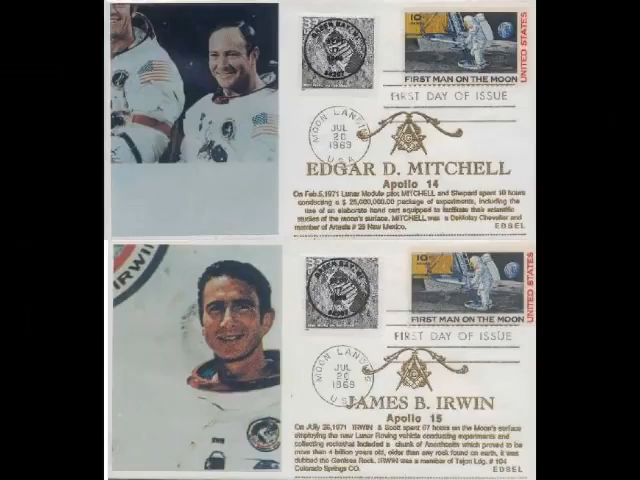 10¢
UNITED STATES
FIRST MAN ON THE MOON
FIRST DAY OF ISSUE
GREEN BAY, WI
MOON LANDING
JUL
20
1969
U S A
EDGAR D. MITCHELL
Apollo 14
On Feb.5,1971 Lunar Module pilot MITCHELL and Shepard spent 10 hours
conducting a $ 25,000,000.00 package of experiments, including the
use of an elaborate hand cart equipped to facilitate their scientific
studies of the moon's surface. MITCHELL was a DeMolay Chevalier and
member of Artesia # 29 New Mexico.
EDSEL
IRWIN
10¢
UNITED STATES
FIRST MAN ON THE MOON
FIRST DAY OF ISSUE
MOON LANDING
JUL
20
1969
U S
JAMES B. IRWIN
Apollo 15
On July 26,1971 IRWIN & Scott spent 67 hours on the Moon's surface
employing the new Lunar Roving vehicle conducting experiments and
collecting rocks that included a chunk of Anorthosite which proved to be
more than 4 billion years old, older than any rock found on earth, it was
dubbed the Genises Rock. IRWIN was a member of Tejon Ldg. # 104
Colorado Springs CO.
EDSEL